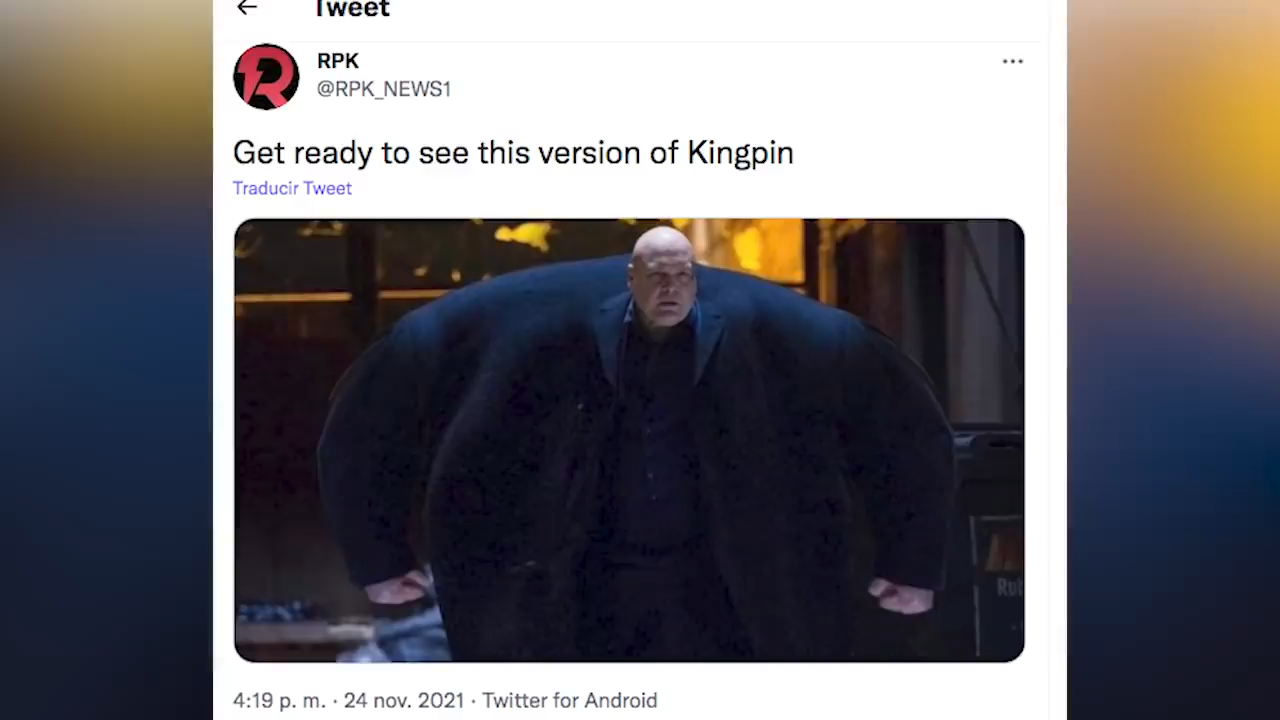 Tweet
RPK
@RPK_NEWS1
Get ready to see this version of Kingpin
Traducir Tweet
4:19 p. m. · 24 nov. 2021 · Twitter for Android